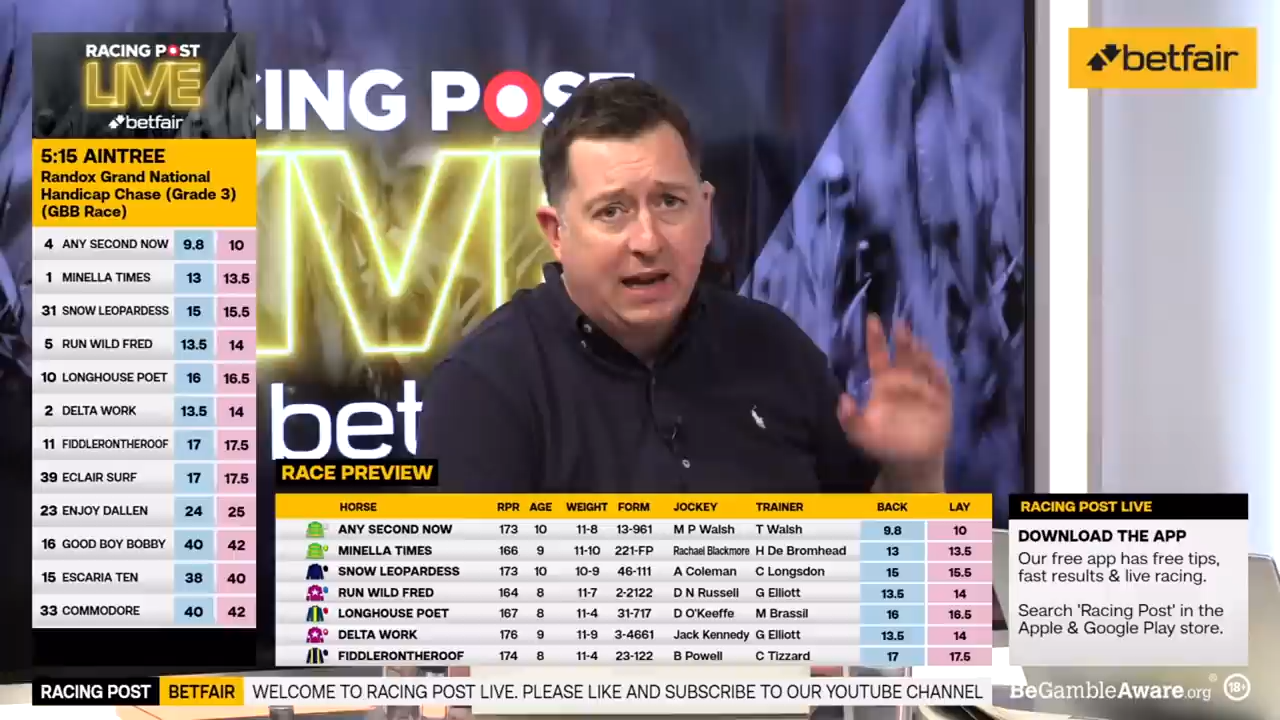 RACING POST
LIVE
betfair
5:15 AINTREE
Randox Grand National
Handicap Chase (Grade 3)
(GBB Race)
4 ANY SECOND NOW 9.8 10
1 MINELLA TIMES 13 13.5
31 SNOW LEOPARDESS 15 15.5
5 RUN WILD FRED 13.5 14
10 LONGHOUSE POET 16 16.5
2 DELTA WORK 13.5 14
11 FIDDLERONTHEROOF 17 17.5
39 ECLAIR SURF 17 17.5
23 ENJOY DALLEN 24 25
16 GOOD BOY BOBBY 40 42
15 ESCARIA TEN 38 40
33 COMMODORE 40 42
CING POST
IVE
bet
betfair
RACE PREVIEW
HORSE RPR AGE WEIGHT FORM JOCKEY TRAINER BACK LAY
ANY SECOND NOW 173 10 11-8 13-961 M P Walsh T Walsh 9.8 10
MINELLA TIMES 166 9 11-10 221-FP Rachael Blackmore H De Bromhead 13 13.5
SNOW LEOPARDESS 173 10 10-9 46-111 A Coleman C Longsdon 15 15.5
RUN WILD FRED 164 8 11-7 2-2122 D N Russell G Elliott 13.5 14
LONGHOUSE POET 167 8 11-4 31-717 D O'Keeffe M Brassil 16 16.5
DELTA WORK 176 9 11-9 3-4661 Jack Kennedy G Elliott 13.5 14
FIDDLERONTHEROOF 174 8 11-4 23-122 B Powell C Tizzard 17 17.5
RACING POST LIVE
DOWNLOAD THE APP
Our free app has free tips,
fast results & live racing.
Search 'Racing Post' in the
Apple & Google Play store.
RACING POST BETFAIR WELCOME TO RACING POST LIVE. PLEASE LIKE AND SUBSCRIBE TO OUR YOUTUBE CHANNEL
BeGambleAware.org® 18+